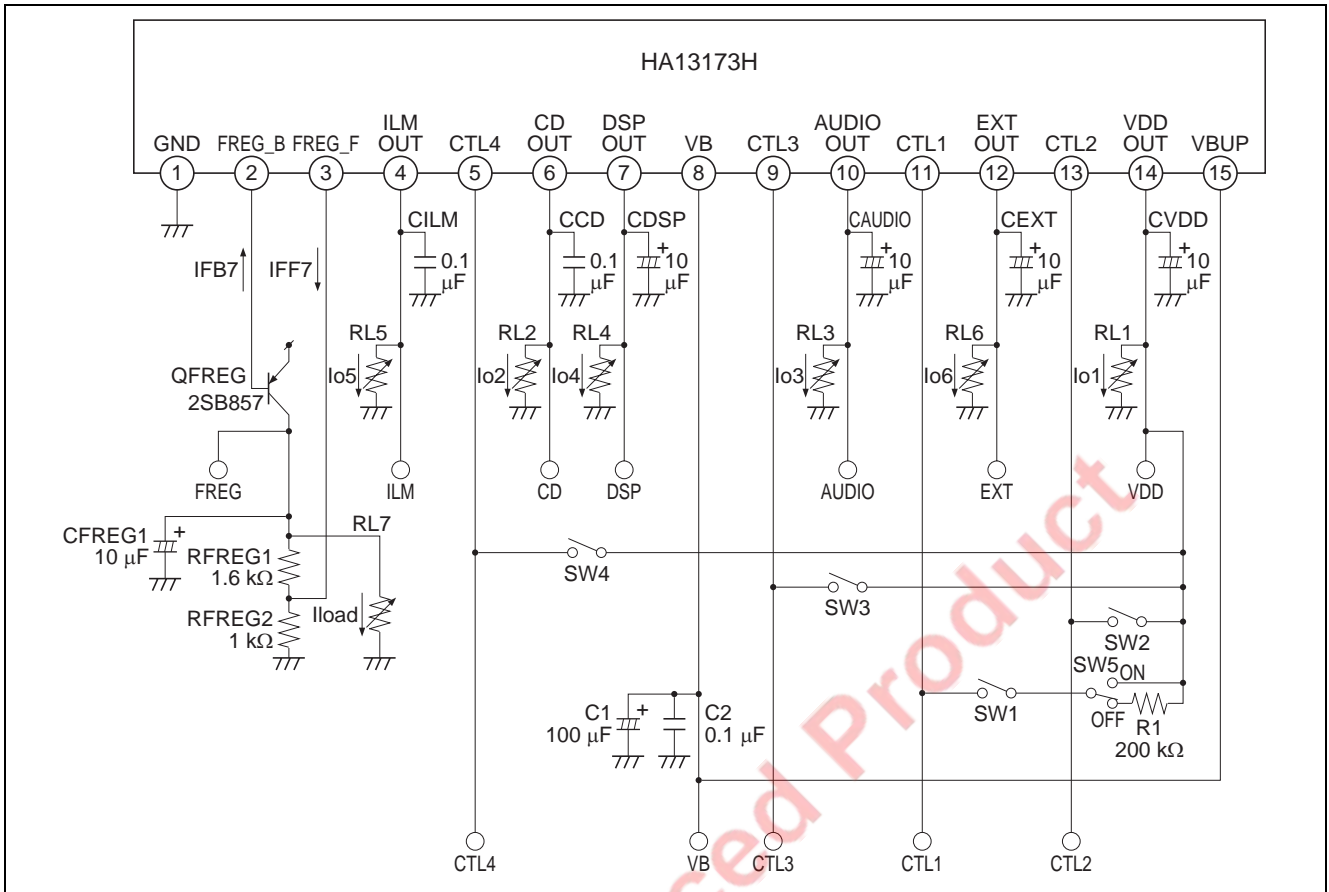 HA13173H
GND FREG_B FREG_F ILM OUT CTL4 CD OUT DSP OUT VB CTL3 AUDIO OUT CTL1 EXT OUT CTL2 VDD OUT VBUP
1 2 3 4 5 6 7 8 9 10 11 12 13 14 15
CILM CCD CDSP CAUDIO CEXT CVDD
IFB7 IFF7
0.1 μF
0.1 μF
+ 10 μF
+ 10 μF
+ 10 μF
+ 10 μF
RL5 RL2 RL4 RL3 RL6 RL1
QFREG
2SB857
Io5 Io2 Io4 Io3 Io6 Io1
FREG ILM CD DSP AUDIO EXT VDD
CFREG1 +
10 μF
RFREG1
1.6 kΩ
RL7
SW4
SW3
RFREG2
1 kΩ
Iload
SW2
SW5 ON
SW1
OFF
R1
200 kΩ
C1 +
100 μF
C2
0.1 μF
CTL4 VB CTL3 CTL1 CTL2
ced Product